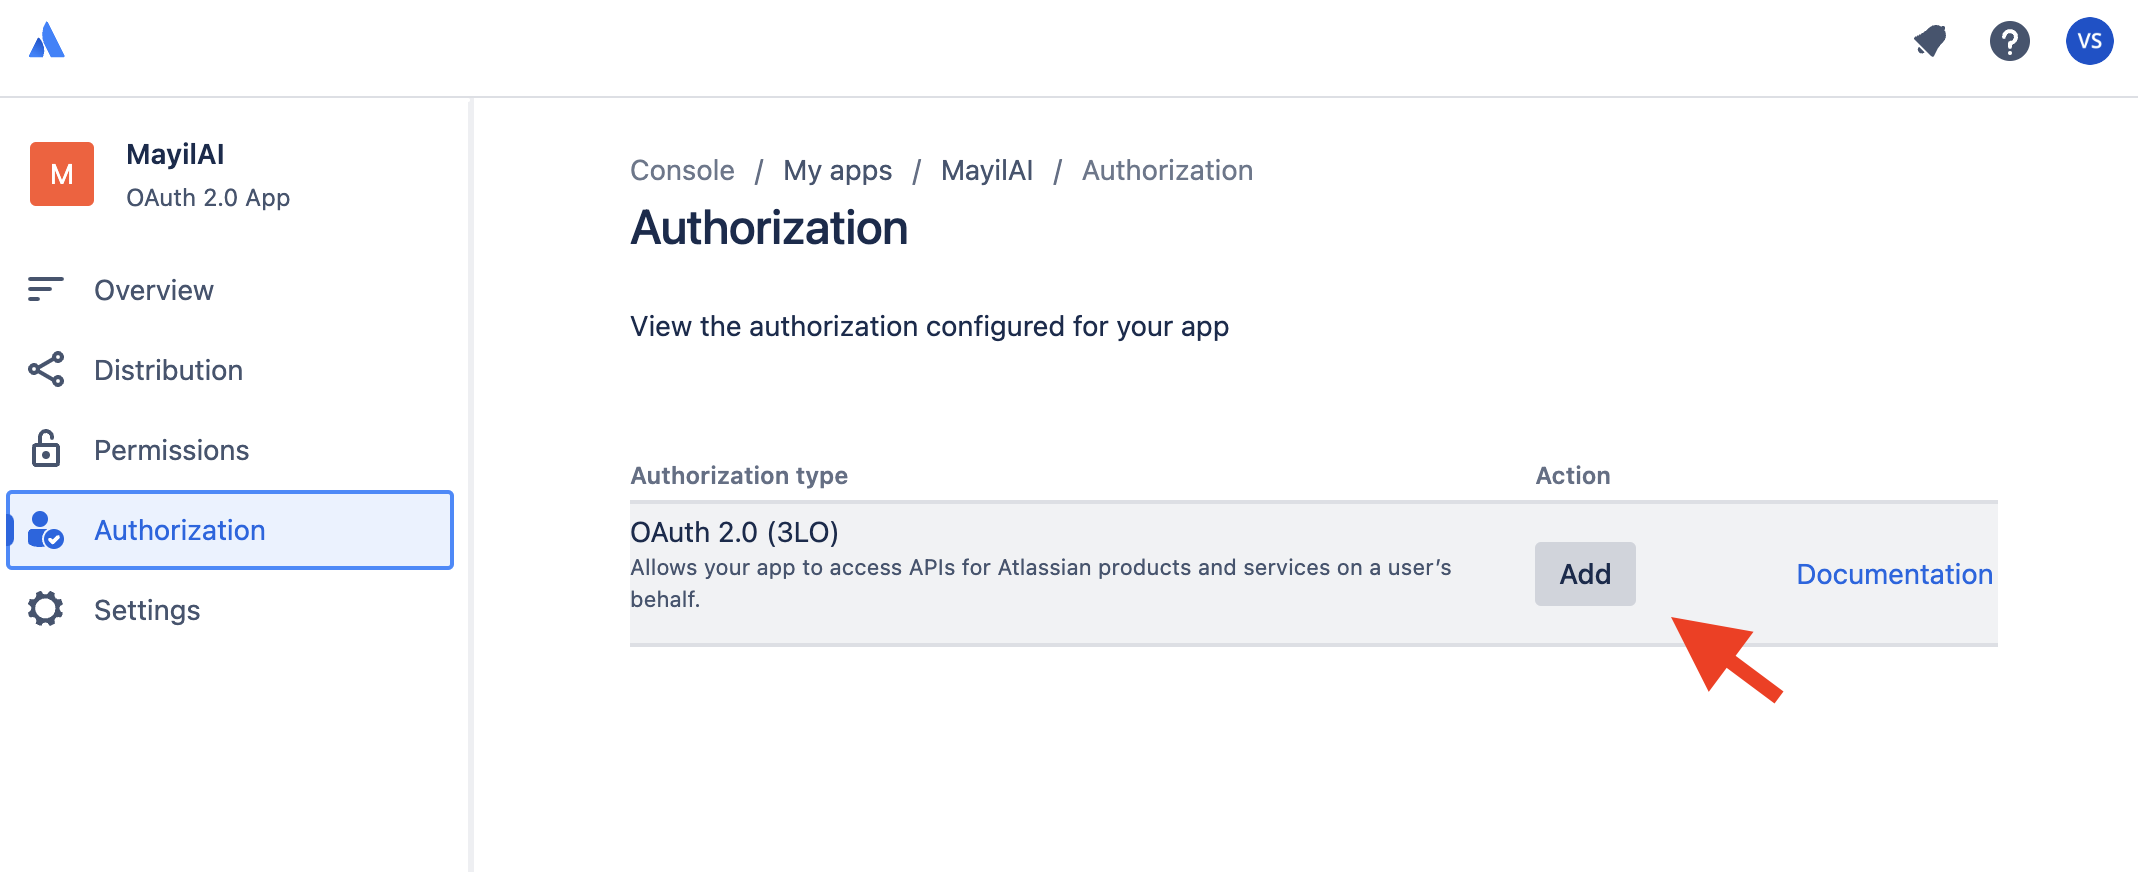 VS
M
MayilAI
OAuth 2.0 App
Overview
Distribution
Permissions
Authorization
Settings
Console / My apps / MayilAI / Authorization
Authorization
View the authorization configured for your app
Authorization type Action
OAuth 2.0 (3LO)
Allows your app to access APIs for Atlassian products and services on a user’s
behalf.
Add Documentation